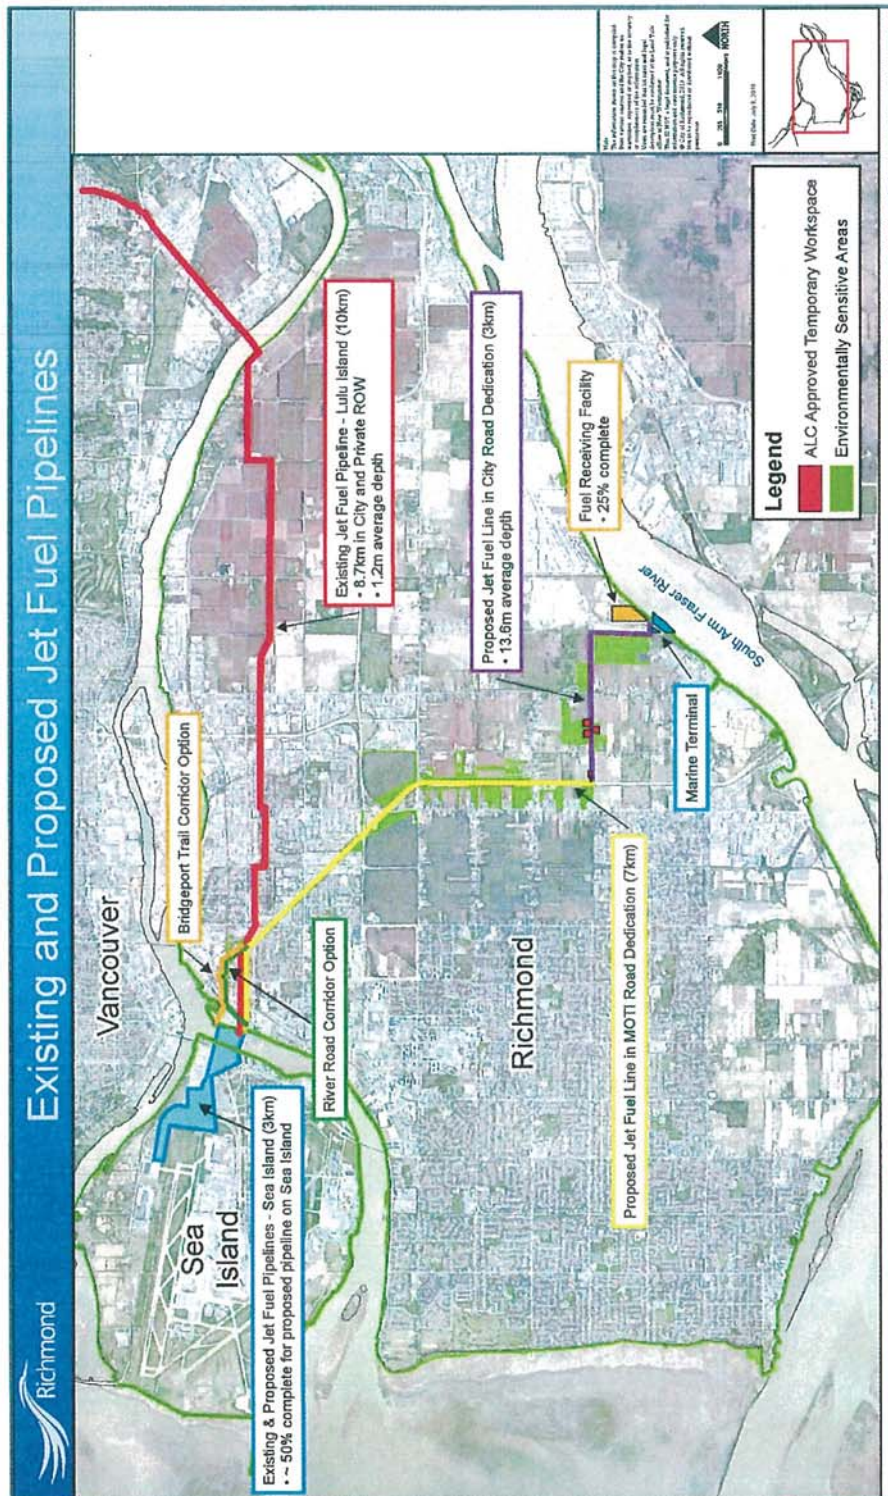 Richmond
Existing and Proposed Jet Fuel Pipelines
Vancouver
Bridgeport Trail Corridor Option
Sea
Island
Existing & Proposed Jet Fuel Pipelines - Sea Island (3km)
• ~ 50% complete for proposed pipeline on Sea Island
River Road Corridor Option
Existing Jet Fuel Pipeline - Lulu Island (10km)
• 8.7km in City and Private ROW
• 1.2m average depth
Richmond
Proposed Jet Fuel Line in City Road Dedication (3km)
• 13.6m average depth
Proposed Jet Fuel Line in MOTI Road Dedication (7km)
Fuel Receiving Facility
• 25% complete
Marine Terminal
South Arm Fraser River
Legend
ALC Approved Temporary Workspace
Environmentally Sensitive Areas
NORTH